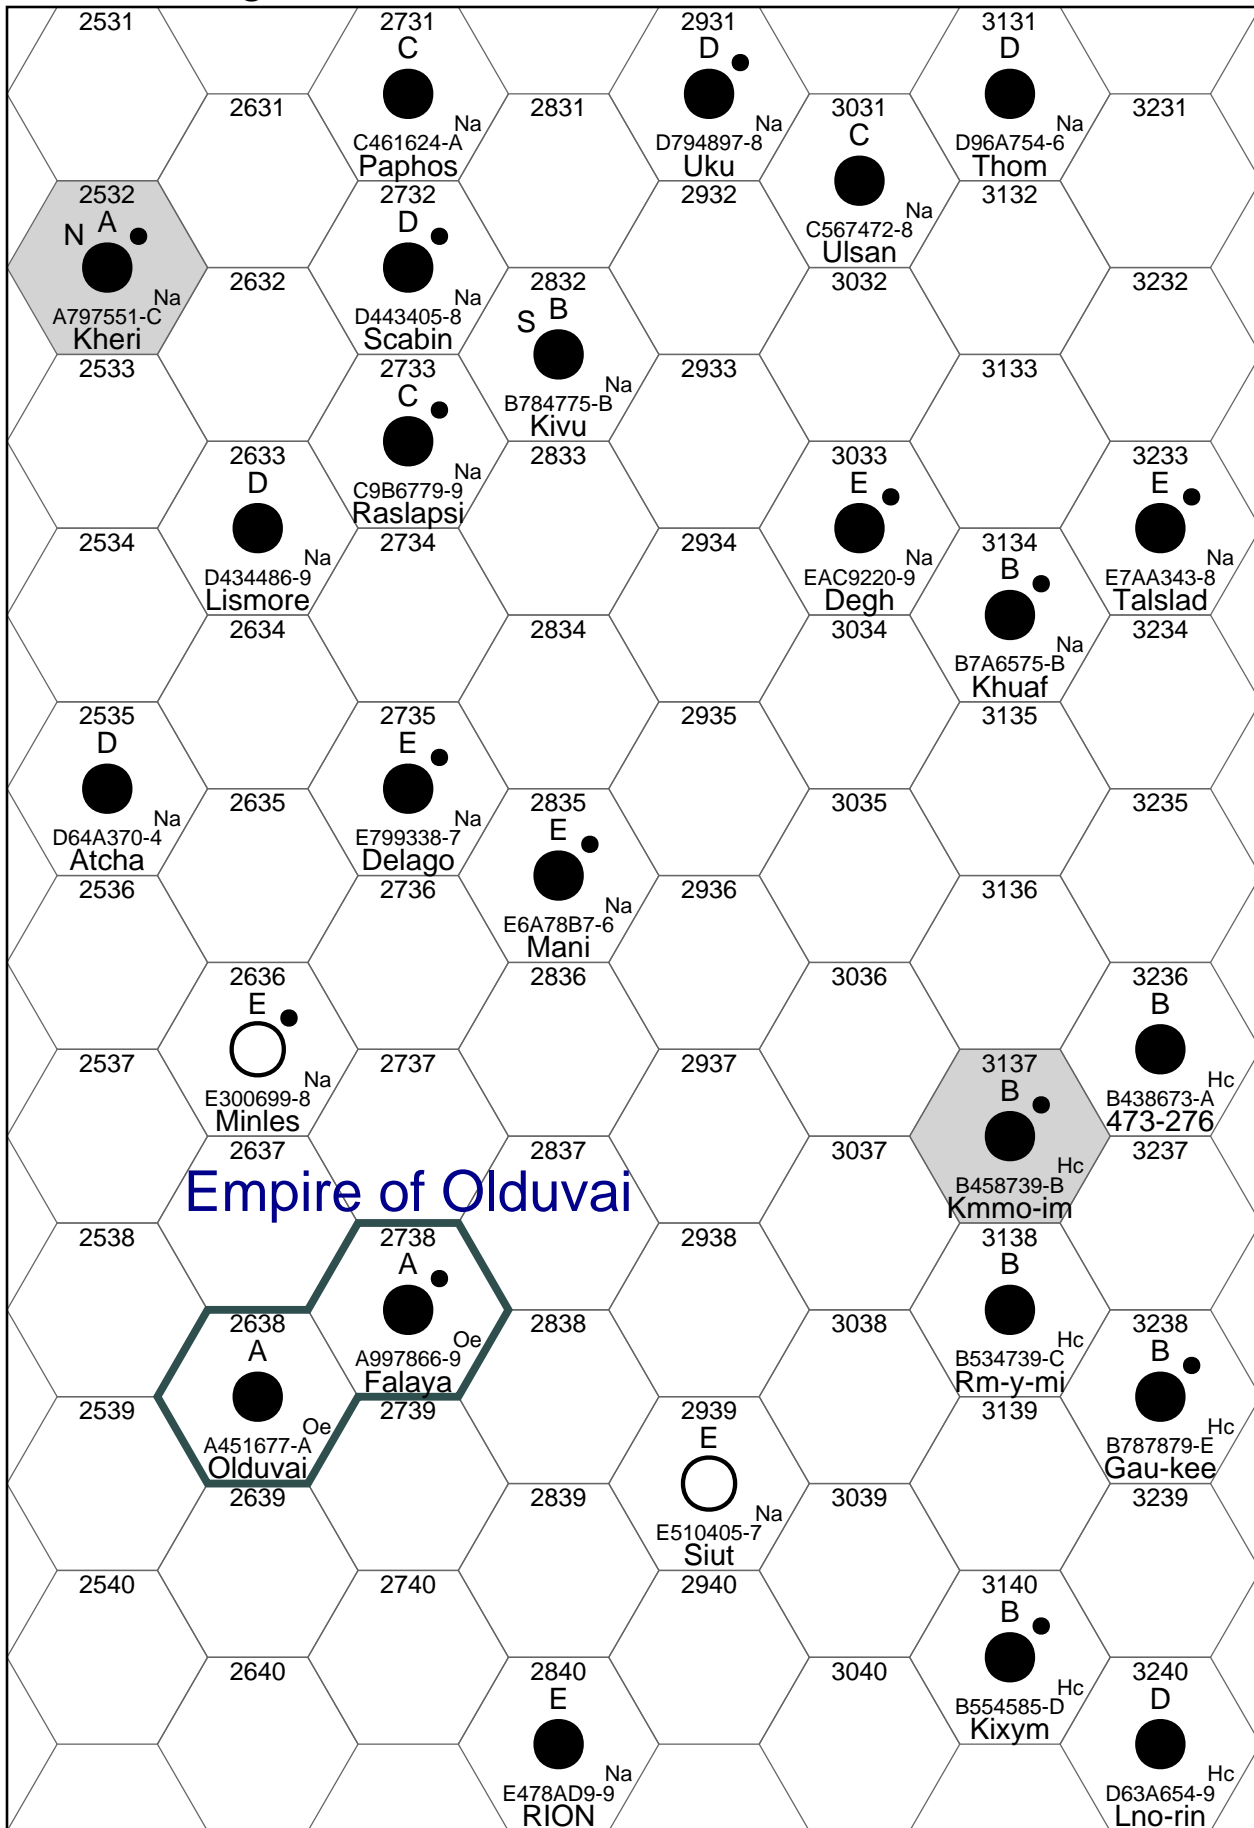 2531
2731
2931
3131
C
D
D
2631
2831
3031
3231
Na
Na
C
Na
C461624-A
D794897-8
D96A754-6
Paphos
Uku
Thom
2532
2732
2932
3132
N A
D
Na
C567472-8
Ulsan
2632
2832
3032
3232
Na
Na
S B
A797551-C
D443405-8
Kheri
Scabin
2533
2733
2933
3133
C
Na
B784775-B
Kivu
2633
2833
3033
3233
D
Na
E
E
C9B6779-9
Raslapsi
2534
2734
2934
3134
Na
Na
B
Na
D434486-9
EAC9220-9
E7AA343-8
Lismore
Degh
Talslad
2634
2834
3034
3234
Na
B7A6575-B
Khuaf
2535
2735
2935
3135
D
E
2635
2835
3035
3235
Na
Na
E
D64A370-4
E799338-7
Atcha
Delago
2536
2736
2936
3136
Na
E6A78B7-6
Mani
2636
2836
3036
3236
E
B
2537
2737
2937
3137
Na
B
Hc
E300699-8
B438673-A
Minles
473-276
2637
2837
3037
3237
Empire of Olduvai
Hc
B458739-B
Kmmo-im
2538
2738
2938
3138
A
B
2638
2838
3038
3238
A
Oe
Hc
B
A997866-9
B534739-C
Falaya
Rm-y-mi
2539
2739
2939
3139
Oe
E
Hc
A451677-A
B787879-E
Olduvai
Gau-kee
2639
2839
3039
3239
Na
E510405-7
Siut
2540
2740
2940
3140
B
2640
2840
3040
3240
E
Hc
D
B554585-D
Kixym
Na
Hc
E478AD9-9
D63A654-9
RION
Lno-rin